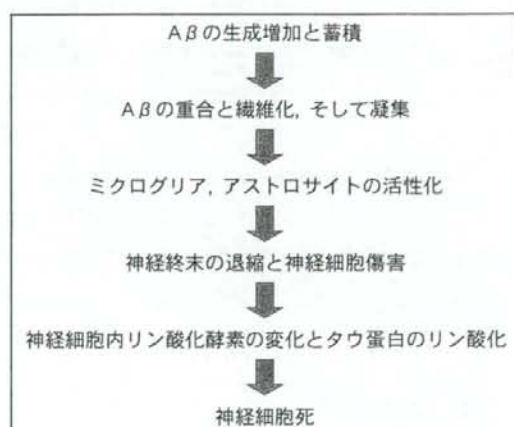 Aβの生成増加と蓄積
Aβの重合と繊維化, そして凝集
ミクログリア, アストロサイトの活性化
神経終末の退縮と神経細胞傷害
神経細胞内リン酸化酵素の変化とタウ蛋白のリン酸化
神経細胞死